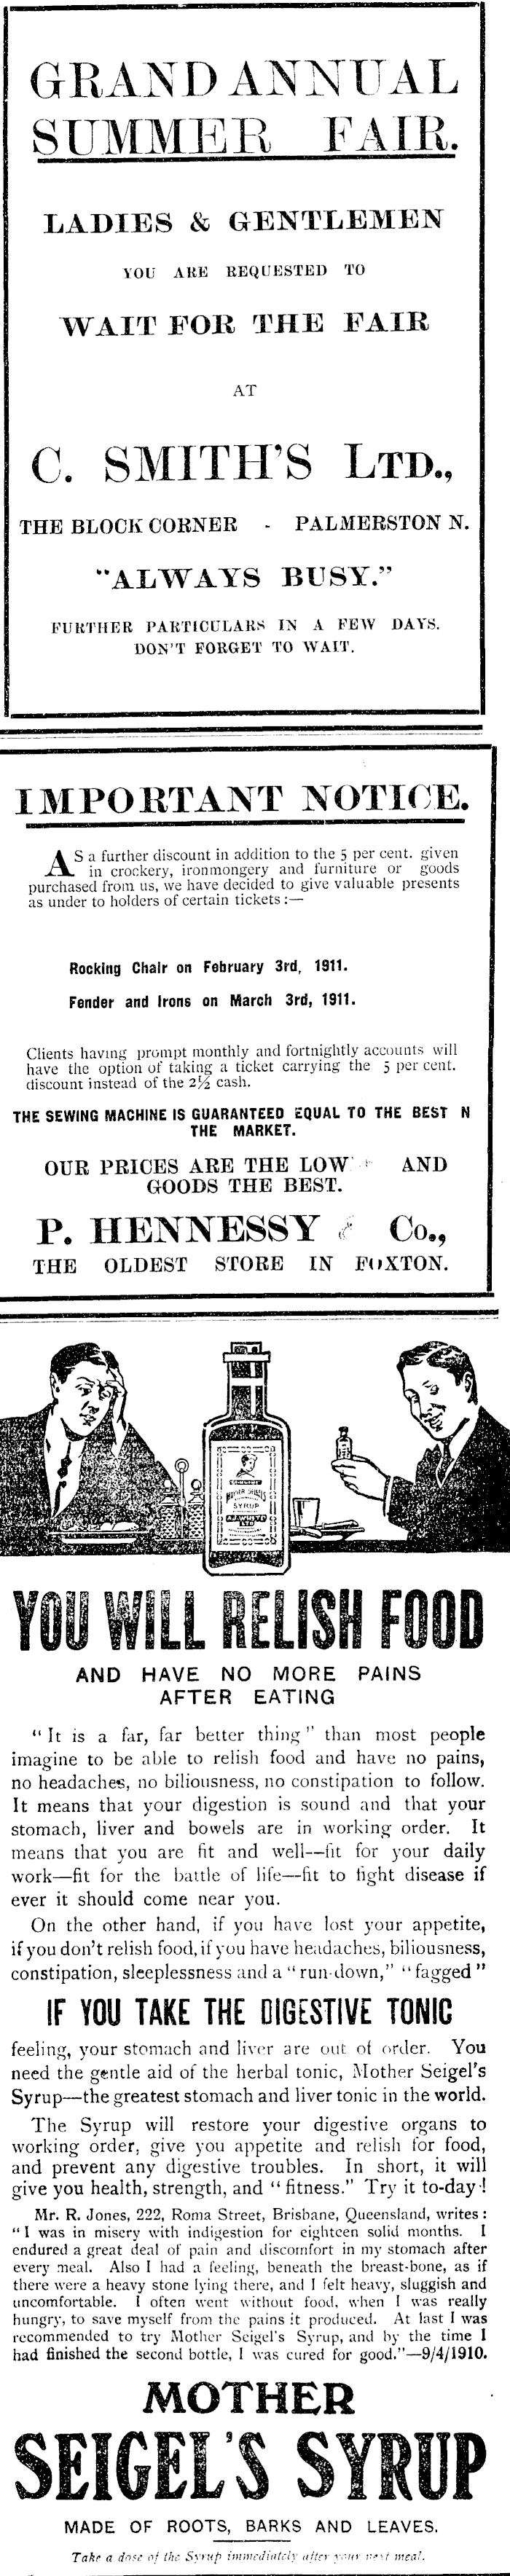 GRAND ANNUAL
SUMMER FAIR.
LADIES & GENTLEMEN
YOU ARE REQUESTED TO
WAIT FOR THE FAIR
AT
C. SMITH'S LTD.,
THE BLOCK CORNER - PALMERSTON N.
"ALWAYS BUSY."
FURTHER PARTICULARS IN A FEW DAYS.
DON'T FORGET TO WAIT.
IMPORTANT NOTICE.
AS a further discount in addition to the 5 per cent. given
in crockery, ironmongery and furniture or goods
purchased from us, we have decided to give valuable presents
as under to holders of certain tickets:—
Rocking Chair on February 3rd, 1911.
Fender and Irons on March 3rd, 1911.
Clients having prompt monthly and fortnightly accounts will
have the option of taking a ticket carrying the 5 per cent.
discount instead of the 2½ cash.
THE SEWING MACHINE IS GUARANTEED EQUAL TO THE BEST N
THE MARKET.
OUR PRICES ARE THE LOW AND
GOODS THE BEST.
P. HENNESSY & Co.,
THE OLDEST STORE IN FOXTON.
MOTHER SEIGEL'S
SYRUP
A.J. WHITE
LTD
YOU WILL RELISH FOOD
AND HAVE NO MORE PAINS
AFTER EATING
"It is a far, far better thing" than most people
imagine to be able to relish food and have no pains,
no headaches, no biliousness, no constipation to follow.
It means that your digestion is sound and that your
stomach, liver and bowels are in working order. It
means that you are fit and well—fit for your daily
work—fit for the battle of life—fit to fight disease if
ever it should come near you.
On the other hand, if you have lost your appetite,
if you don't relish food, if you have headaches, biliousness,
constipation, sleeplessness and a "run-down," "fagged"
IF YOU TAKE THE DIGESTIVE TONIC
feeling, your stomach and liver are out of order. You
need the gentle aid of the herbal tonic, Mother Seigel's
Syrup—the greatest stomach and liver tonic in the world.
The Syrup will restore your digestive organs to
working order, give you appetite and relish for food,
and prevent any digestive troubles. In short, it will
give you health, strength, and "fitness." Try it to-day!
Mr. R. Jones, 222, Roma Street, Brisbane, Queensland, writes:
"I was in misery with indigestion for eighteen solid months. I
endured a great deal of pain and discomfort in my stomach after
every meal. Also I had a feeling, beneath the breast-bone, as if
there were a heavy stone lying there, and I felt heavy, sluggish and
uncomfortable. I often went without food, when I was really
hungry, to save myself from the pains it produced. At last I was
recommended to try Mother Seigel's Syrup, and by the time I
had finished the second bottle, I was cured for good."—9/4/1910.
MOTHER
SEIGEL'S SYRUP
MADE OF ROOTS, BARKS AND LEAVES.
Take a dose of the Syrup immediately after your next meal.